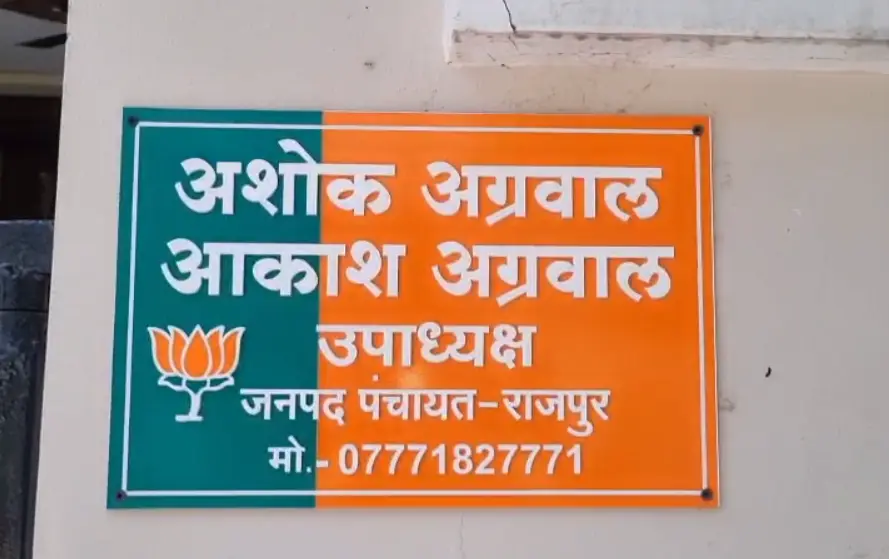 अशोक अग्रवाल
आकाश अग्रवाल
उपाध्यक्ष
जनपद पंचायत-राजपुर
मो.- 07771827771